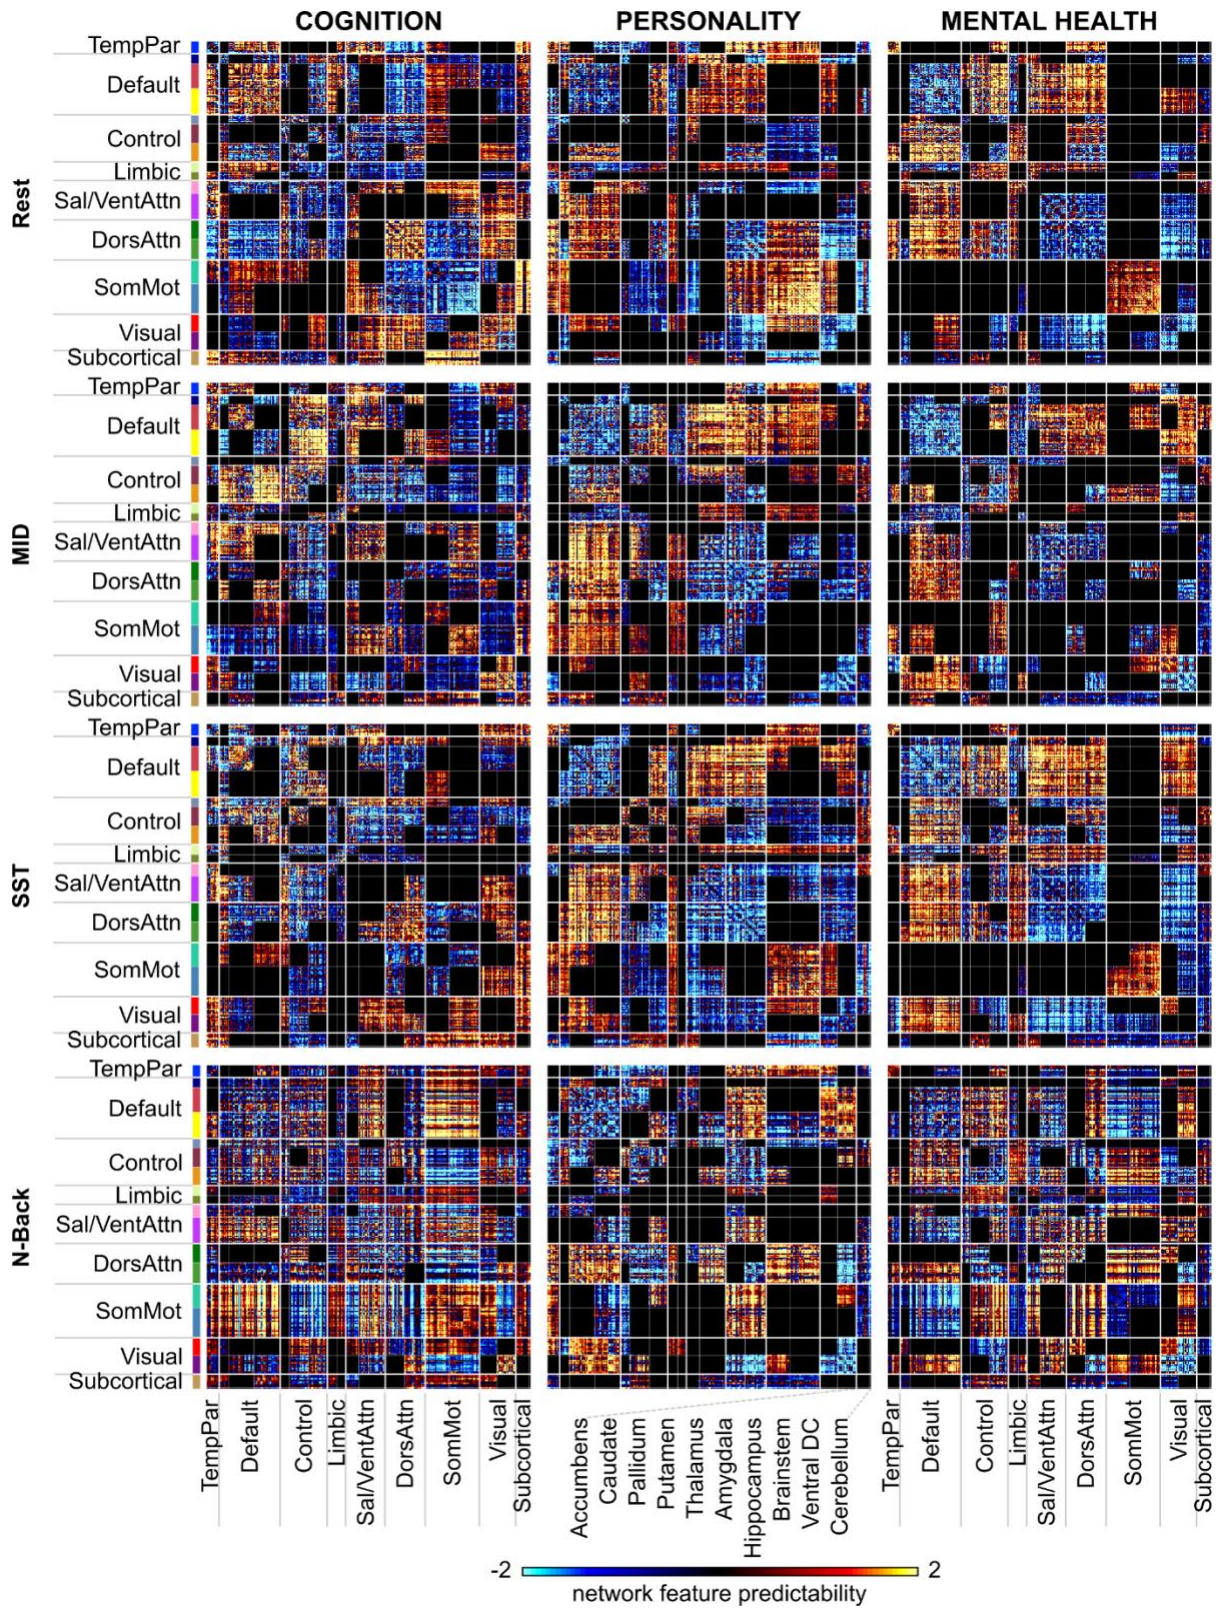 COGNITION PERSONALITY MENTAL HEALTH
Rest
TempPar
Default
Control
Limbic
Sal/VentAttn
DorsAttn
SomMot
Visual
Subcortical
MID
TempPar
Default
Control
Limbic
Sal/VentAttn
DorsAttn
SomMot
Visual
Subcortical
SST
TempPar
Default
Control
Limbic
Sal/VentAttn
DorsAttn
SomMot
Visual
Subcortical
N-Back
TempPar
Default
Control
Limbic
Sal/VentAttn
DorsAttn
SomMot
Visual
Subcortical
TempPar
Default
Control
Limbic
Sal/VentAttn
DorsAttn
SomMot
Visual
Subcortical
Accumbens
Caudate
Pallidum
Putamen
Thalamus
Amygdala
Hippocampus
Brainstem
Ventral DC
Cerebellum
TempPar
Default
Control
Limbic
Sal/VentAttn
DorsAttn
SomMot
Visual
Subcortical
-2 2
network feature predictability